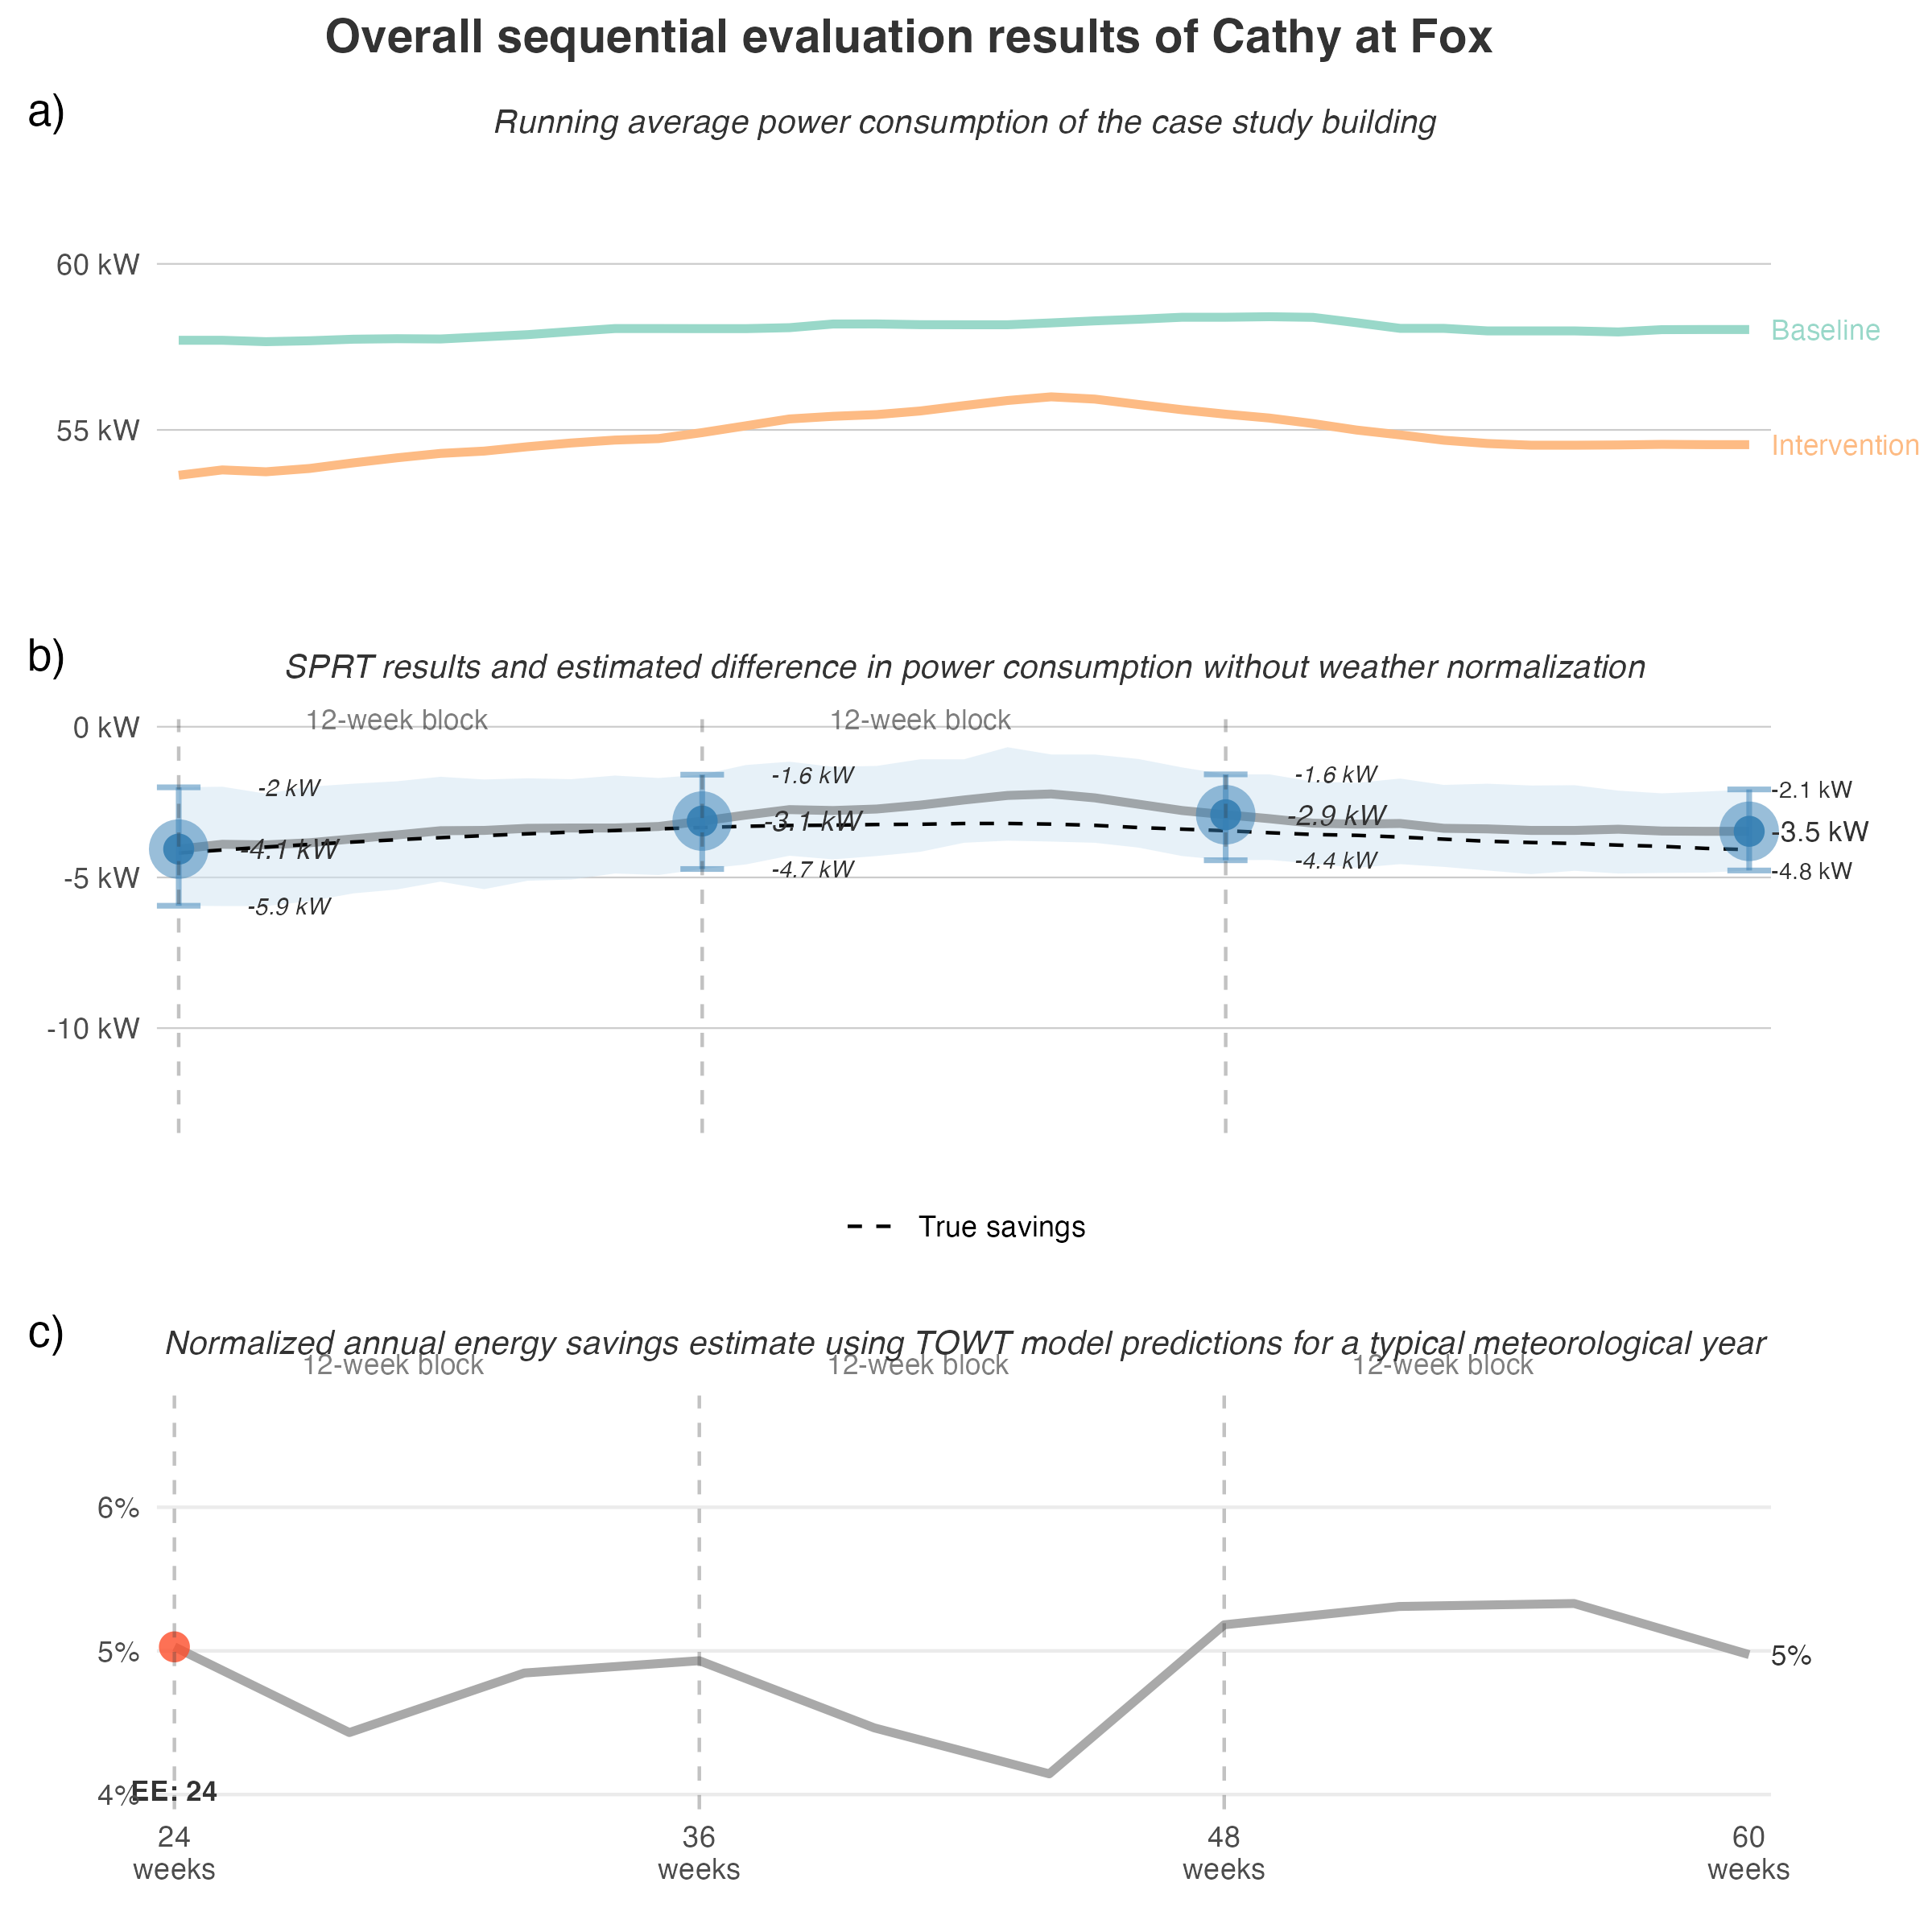 Overall sequential evaluation results of Cathy at Fox
a)
Running average power consumption of the case study building
60 kW
55 kW
Baseline
Intervention
b)
SPRT results and estimated difference in power consumption without weather normalization
12-week block
12-week block
0 kW
-5 kW
-10 kW
-2 kW
-4.1 kW
-5.9 kW
-1.6 kW
-3.1 kW
-4.7 kW
-1.6 kW
-2.9 kW
-4.4 kW
-2.1 kW
-3.5 kW
-4.8 kW
True savings
c)
Normalized annual energy savings estimate using TOWT model predictions for a typical meteorological year
12-week block
12-week block
12-week block
6%
5%
4%
5%
EE: 24
24
weeks
36
weeks
48
weeks
60
weeks